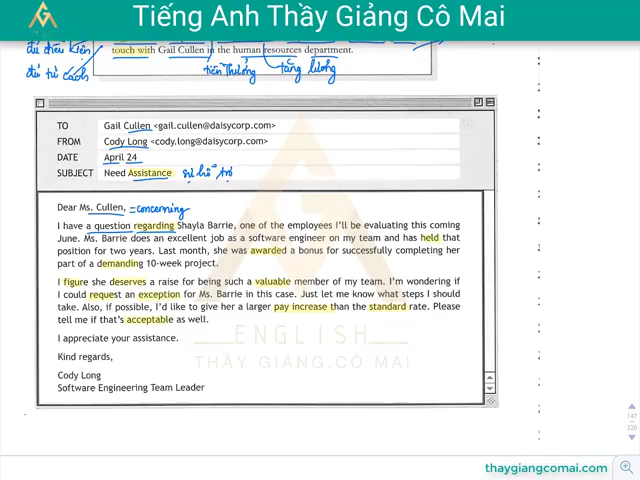 Tiếng Anh Thầy Giảng Cô Mai
đủ điều kiện
đủ tư cách
touch with Gail Cullen in the human resources department.
tiền thưởng
tăng lương
TO Gail Cullen <gail.cullen@daisycorp.com>
FROM Cody Long <cody.long@daisycorp.com>
DATE April 24
SUBJECT Need Assistance sự hỗ trợ
Dear Ms. Cullen, = concerning
I have a question regarding Shayla Barrie, one of the employees I'll be evaluating this coming
June. Ms. Barrie does an excellent job as a software engineer on my team and has held that
position for two years. Last month, she was awarded a bonus for successfully completing her
part of a demanding 10-week project.
I figure she deserves a raise for being such a valuable member of my team. I'm wondering if
I could request an exception for Ms. Barrie in this case. Just let me know what steps I should
take. Also, if possible, I'd like to give her a larger pay increase than the standard rate. Please
tell me if that's acceptable as well.
I appreciate your assistance.
Kind regards,
Cody Long
Software Engineering Team Leader
ENGLISH
THẦY GIẢNG.CÔ MAI
147
220
thaygiangcomai.com